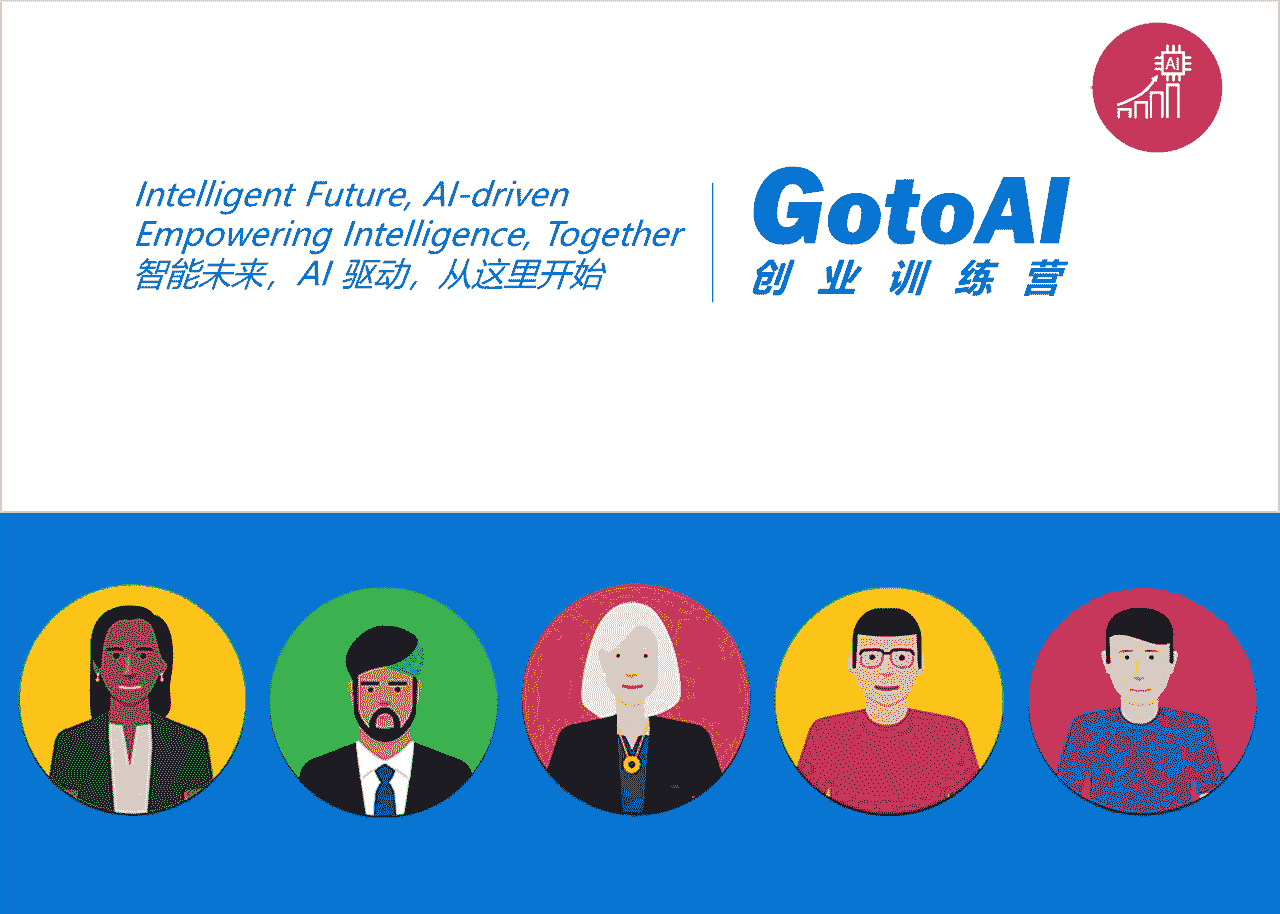 AI
Intelligent Future, AI-driven
Empowering Intelligence, Together
智能未来，AI 驱动，从这里开始
GotoAI
创业训练营